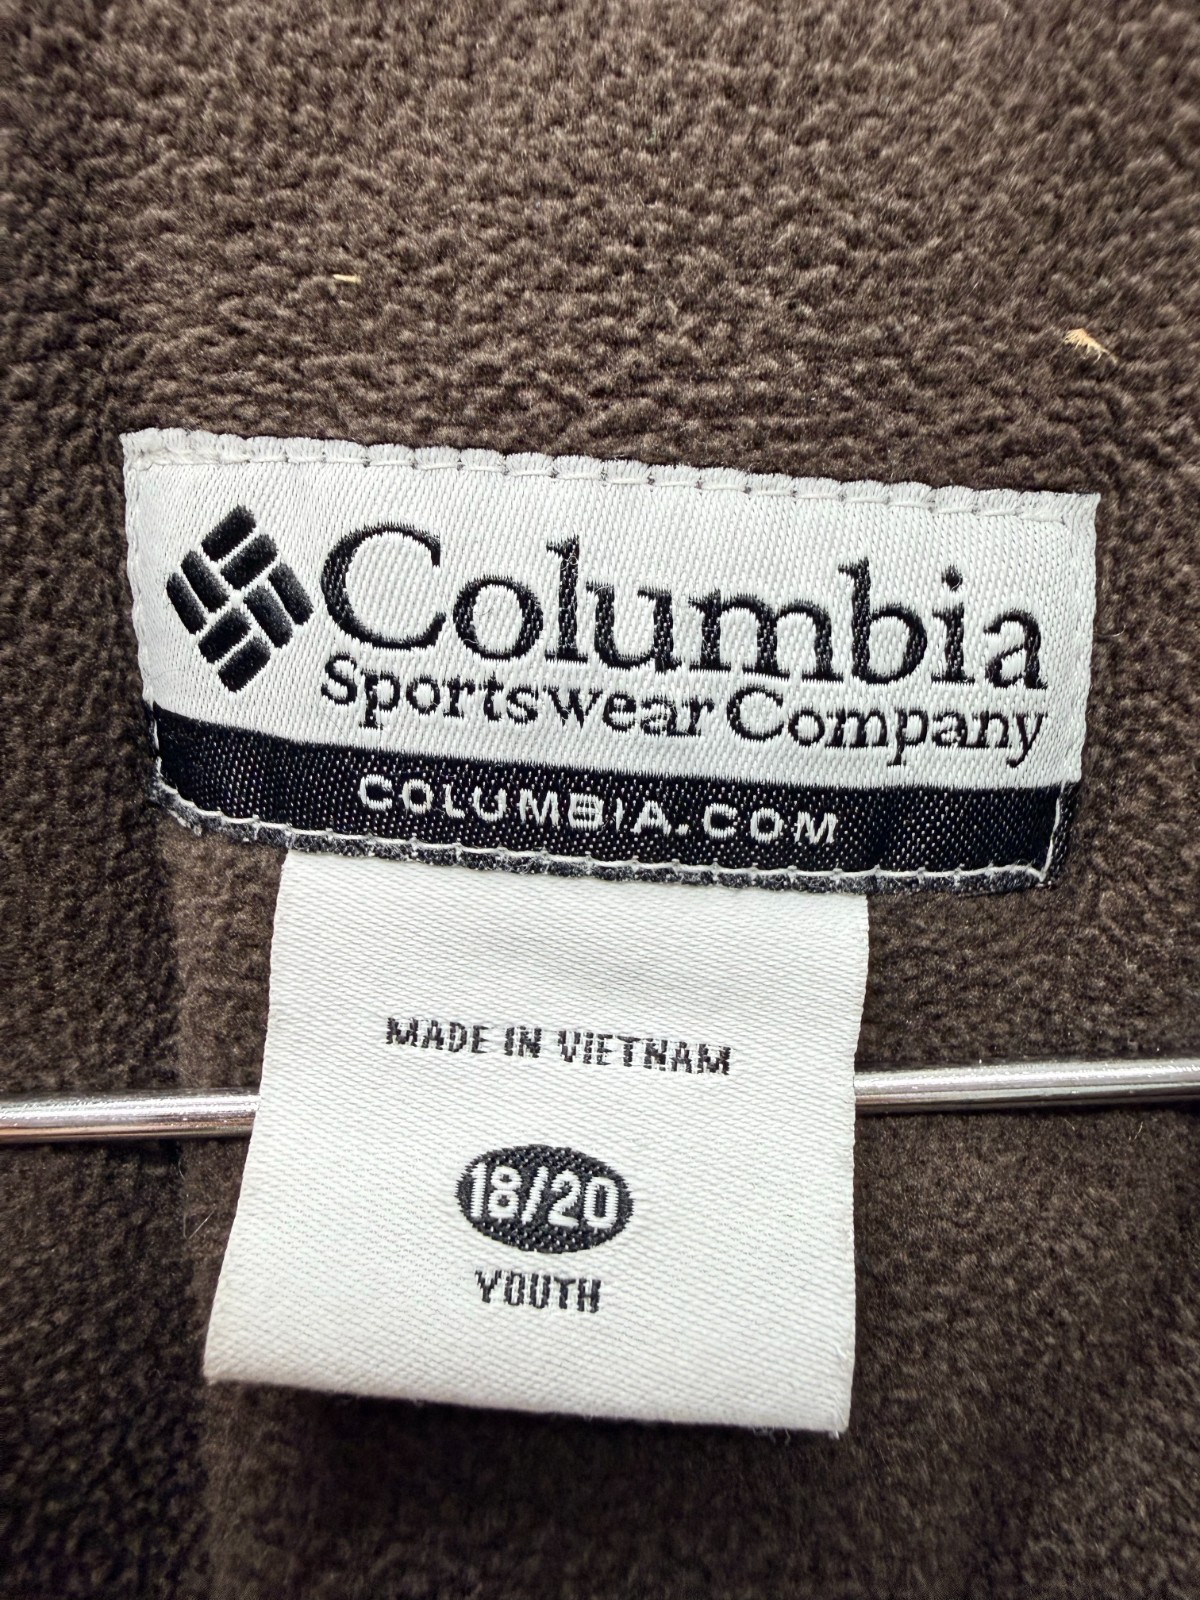 Columbia
Sportswear Company
COLUMBIA.COM
MADE IN VIETNAM
18/20
YOUTH